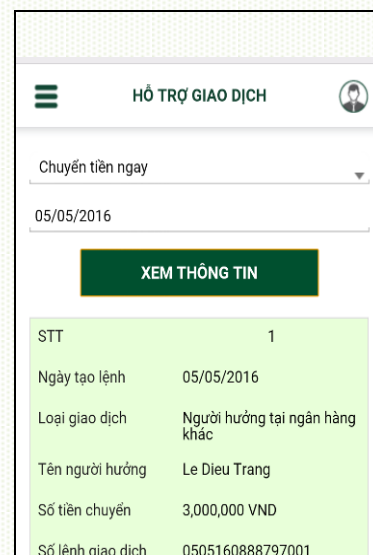 HỖ TRỢ GIAO DỊCH
Chuyển tiền ngay
05/05/2016
XEM THÔNG TIN
STT 1
Ngày tạo lệnh 05/05/2016
Loại giao dịch Người hưởng tại ngân hàng
khác
Tên người hưởng Le Dieu Trang
Số tiền chuyển 3,000,000 VND
Số lệnh giao dịch 0505160888797001